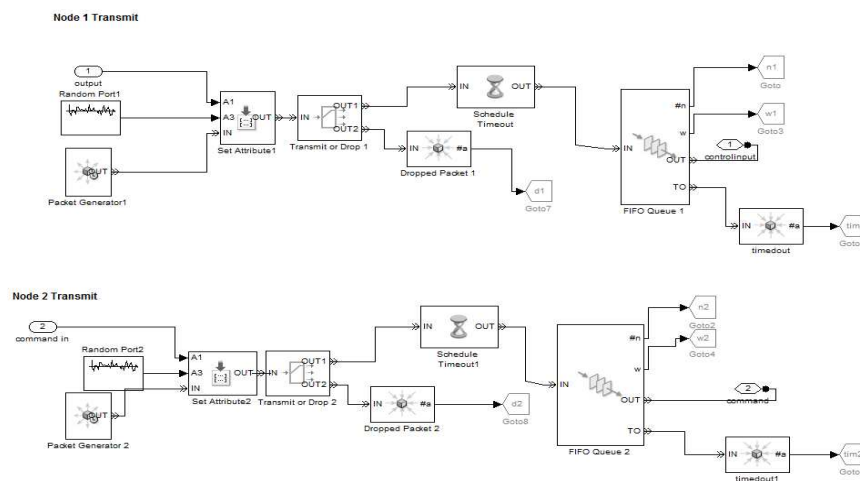 Node 1 Transmit
1
output
Random Port1
OUT
Packet Generator1
A1
A3
IN
OUT
Set Attribute1
IN
OUT1
OUT2
Transmit or Drop 1
IN
OUT
Schedule
Timeout
IN
#a
Dropped Packet 1
d1
Goto7
IN
#n
w
OUT
TO
FIFO Queue 1
n1
Goto
w1
Goto3
1
controlinput
IN
#a
timedout
tim
Goto
Node 2 Transmit
2
command in
Random Port2
OUT
Packet Generator 2
A1
A3
IN
OUT
Set Attribute2
IN
OUT1
OUT2
Transmit or Drop 2
IN
OUT
Schedule
Timeout1
IN
#a
Dropped Packet 2
d2
Goto8
IN
#n
w
OUT
TO
FIFO Queue 2
n2
Goto2
w2
Goto4
2
command
IN
#a
timedout1
tim2
Goto